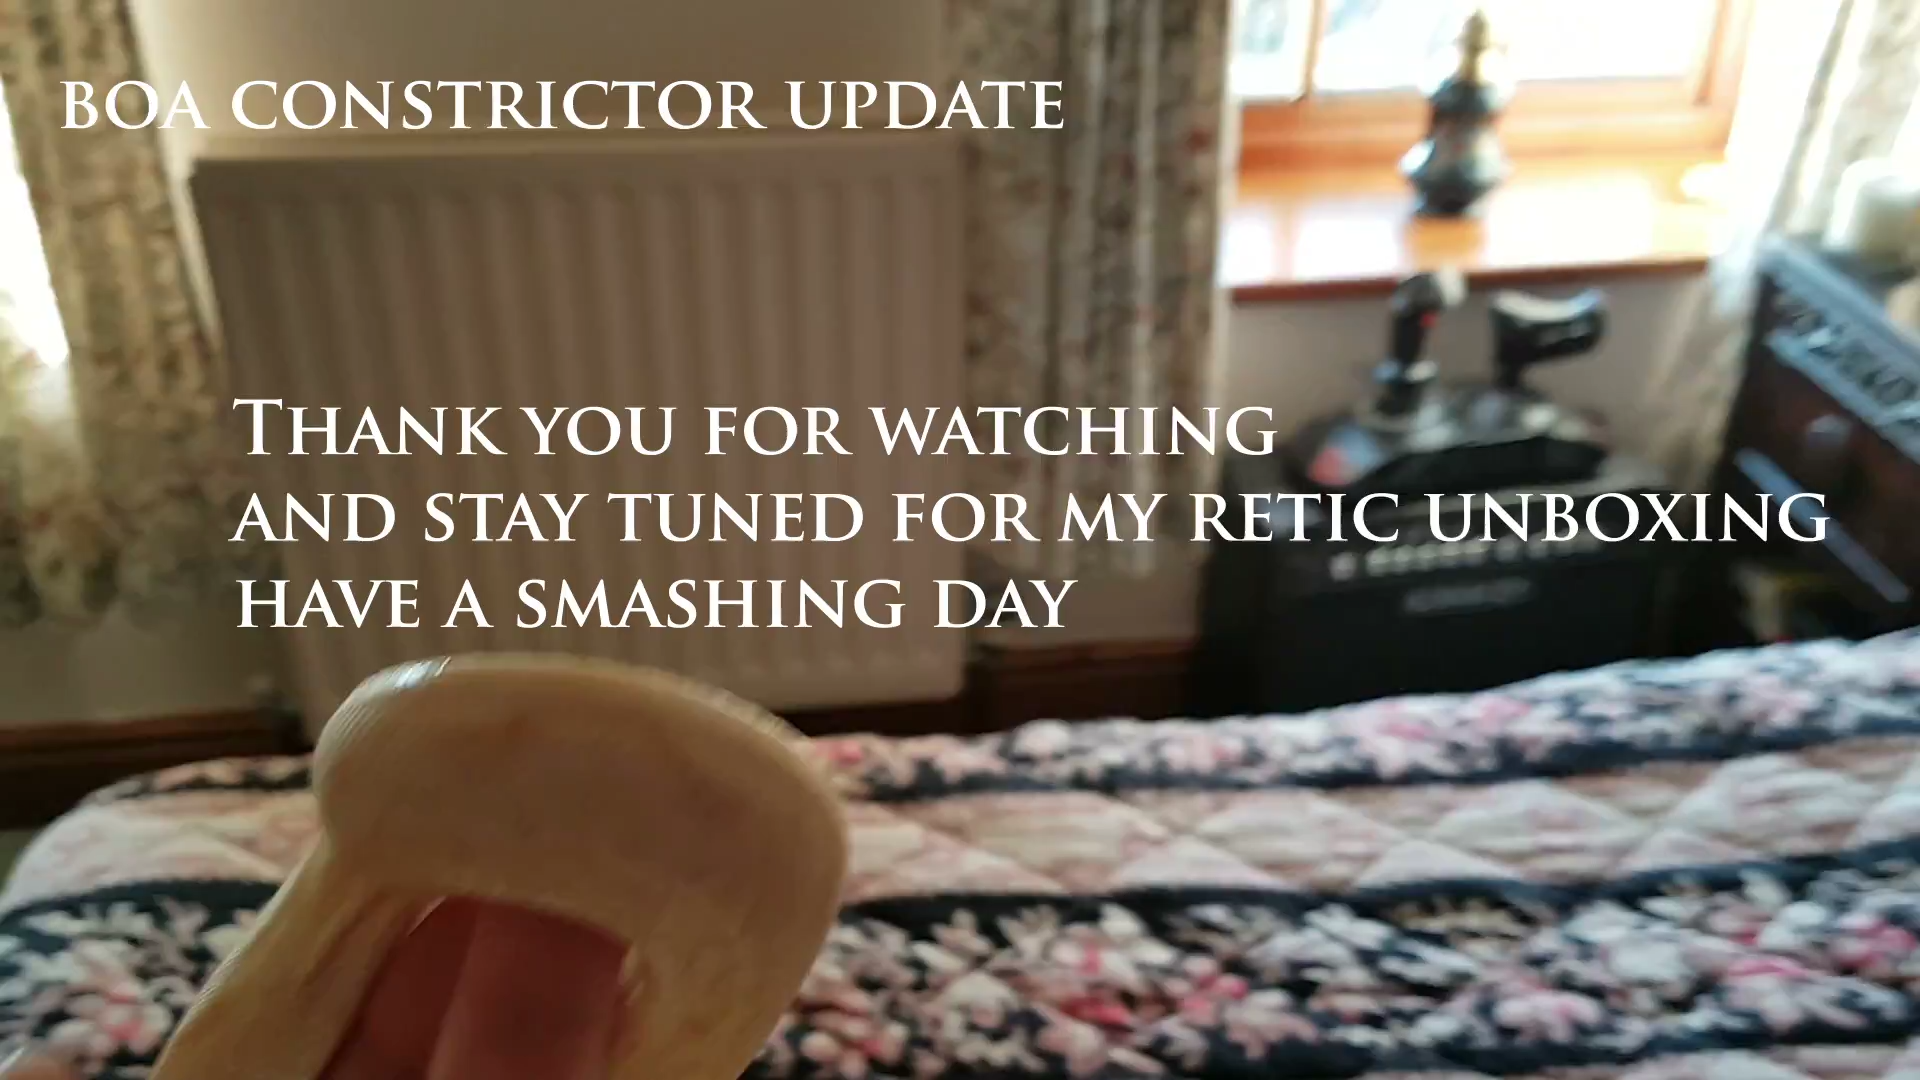 BOA CONSTRICTOR UPDATE
THANK YOU FOR WATCHING
AND STAY TUNED FOR MY RETIC UNBOXING
HAVE A SMASHING DAY